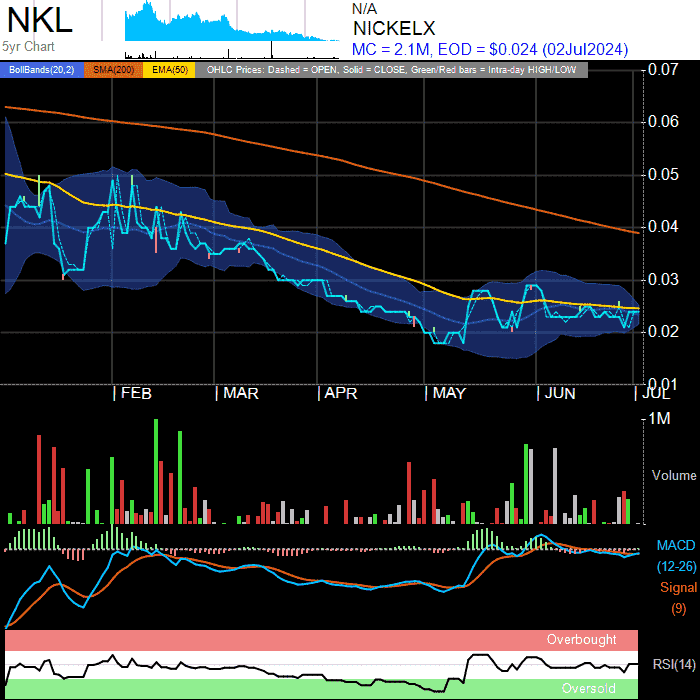 NKL
5yr Chart
N/A
NICKELX
MC = 2.1M, EOD = $0.024 (02Jul2024)
BollBands(20,2) SMA(200) EMA(50) OHLC Prices: Dashed = OPEN, Solid = CLOSE, Green/Red bars = Intra-day HIGH/LOW
0.07
0.06
0.05
0.04
0.03
0.02
0.01
FEB MAR APR MAY JUN JUL
1M
Volume
MACD
(12-26)
Signal
(9)
Overbought
RSI(14)
Oversold